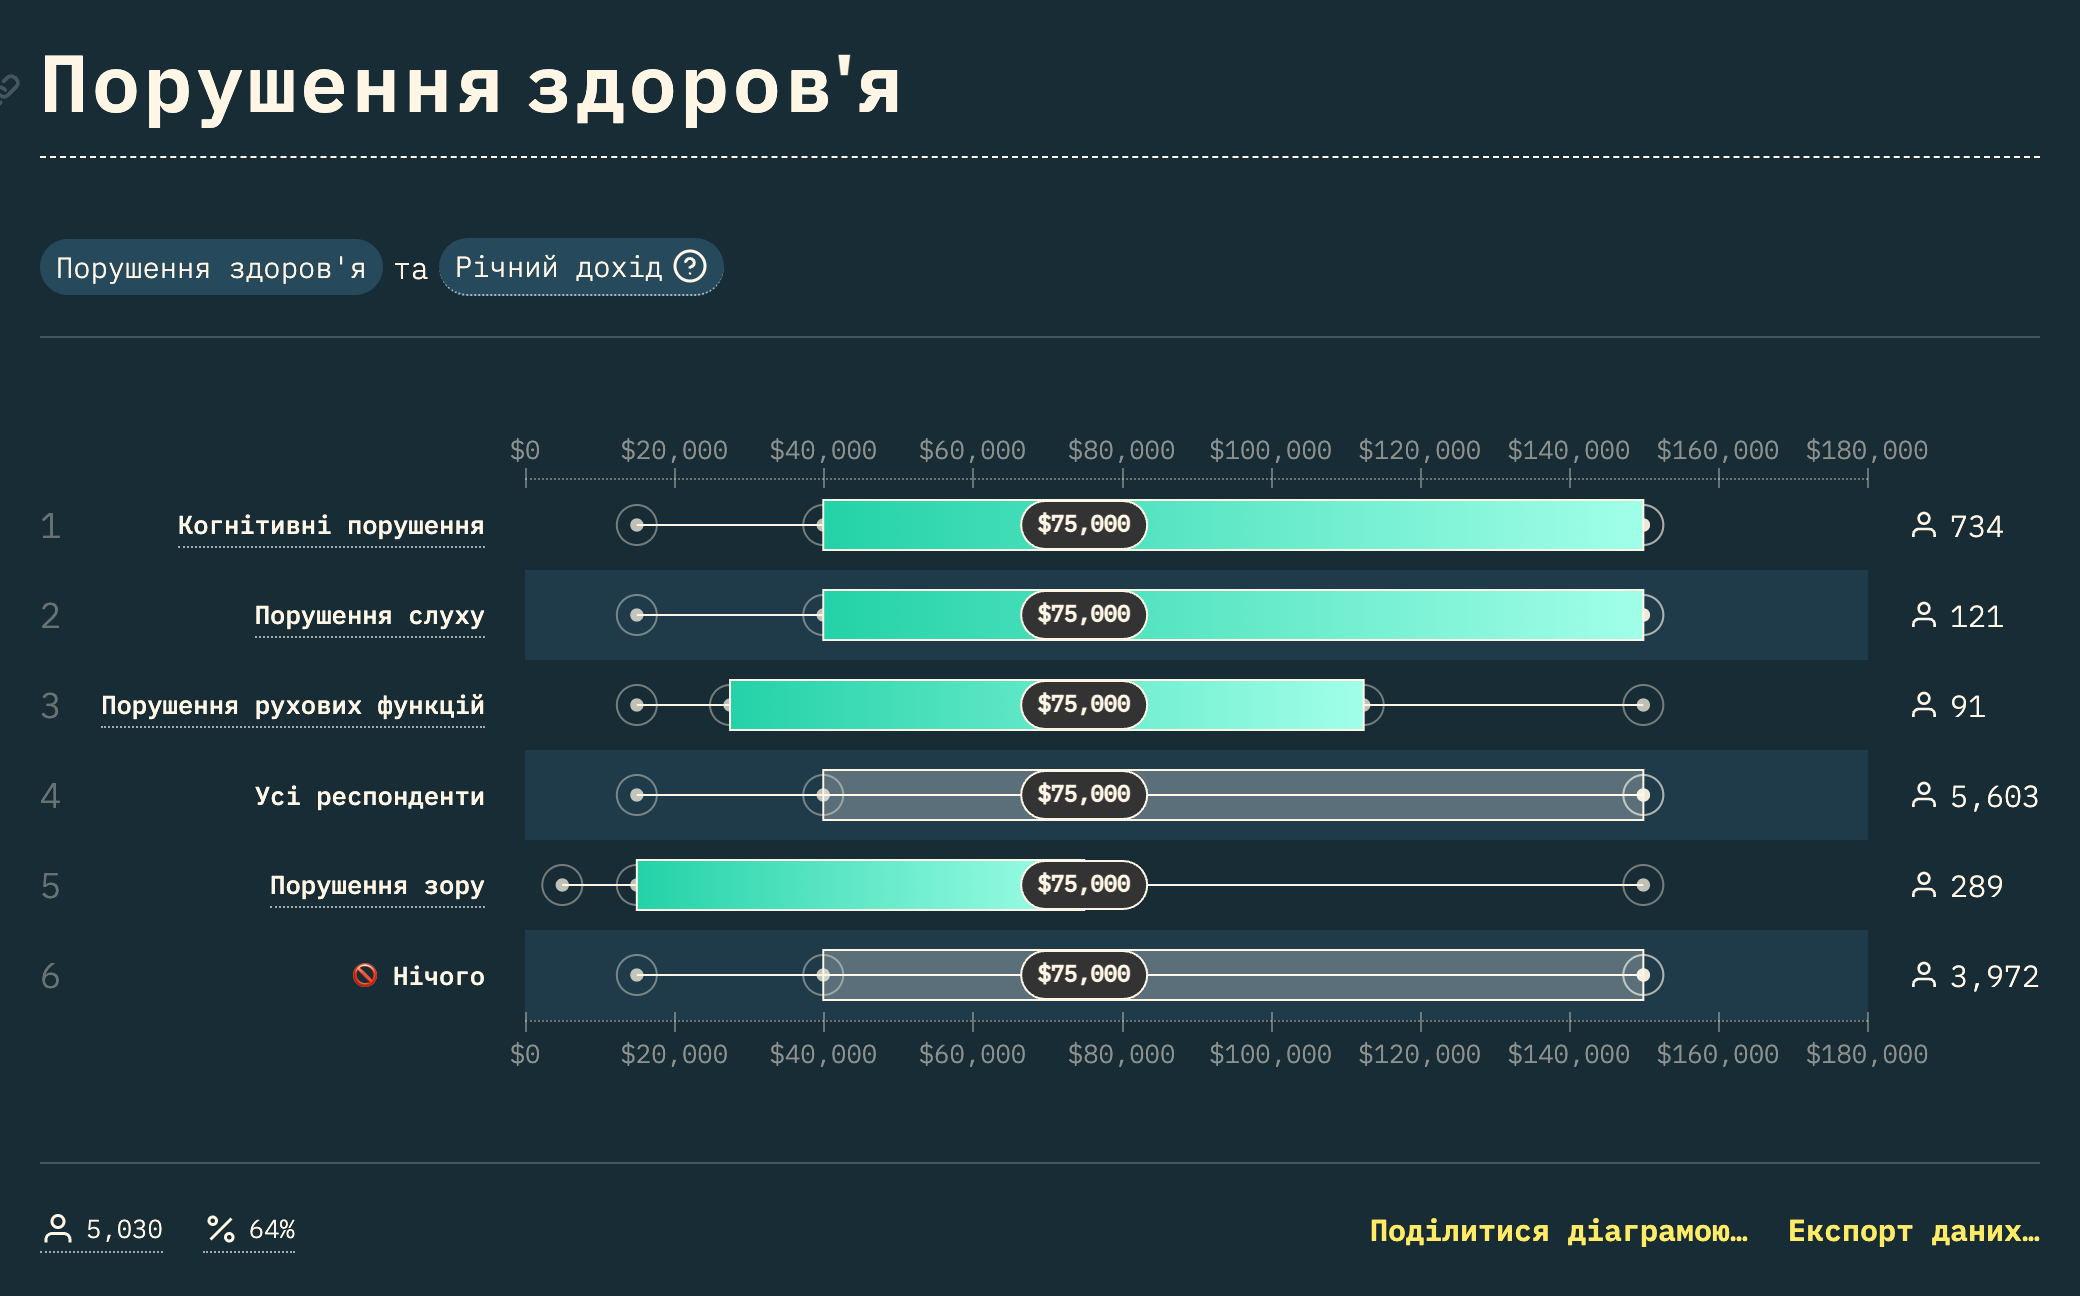 Порушення здоров'я
Порушення здоров'я та Річний дохід
$0 $20,000 $40,000 $60,000 $80,000 $100,000 $120,000 $140,000 $160,000 $180,000
1 Когнітивні порушення $75,000 734
2 Порушення слуху $75,000 121
3 Порушення рухових функцій $75,000 91
4 Усі респонденти $75,000 5,603
5 Порушення зору $75,000 289
6 🚫 Нічого $75,000 3,972
$0 $20,000 $40,000 $60,000 $80,000 $100,000 $120,000 $140,000 $160,000 $180,000
5,030 % 64% Поділитися діаграмою… Експорт даних…